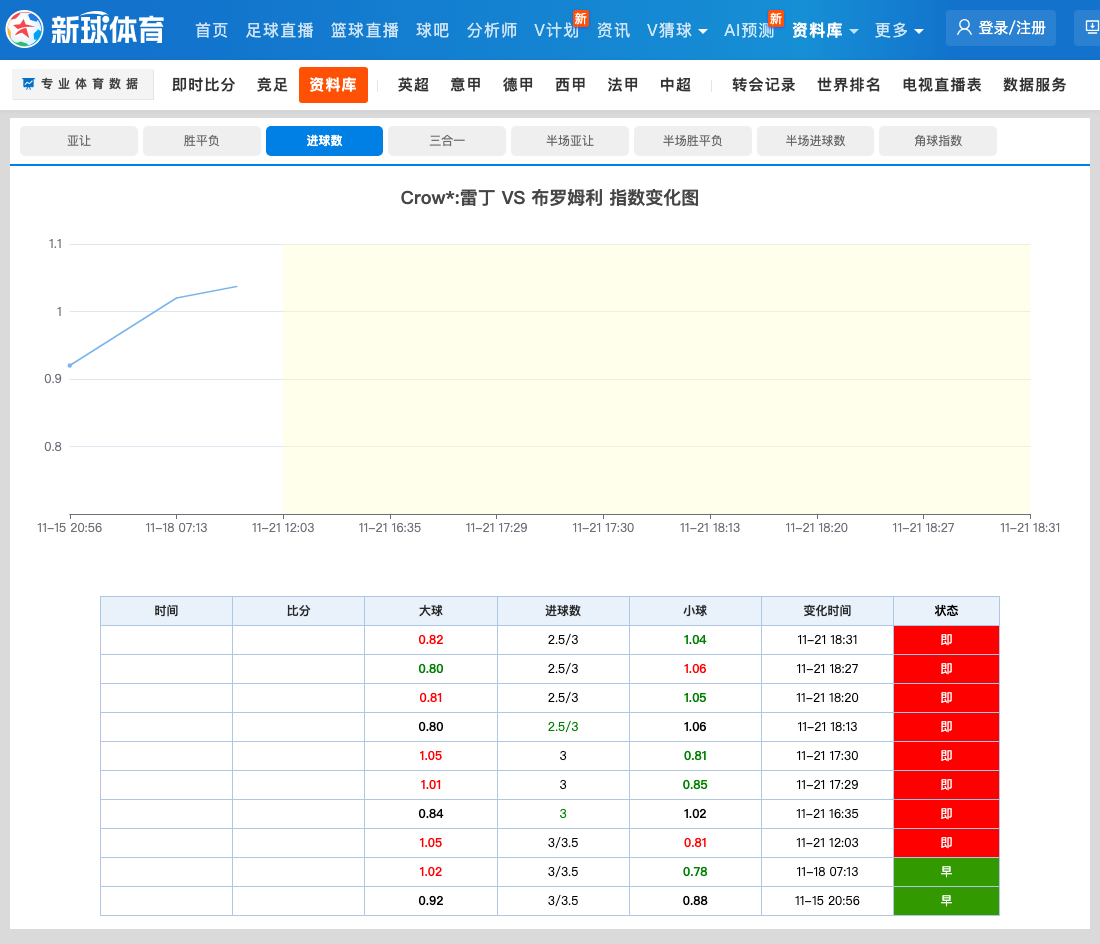 新球体育 首页 足球直播 篮球直播 球吧 分析师 V计划 新 资讯 V猜球 AI预测 新 资料库 更多 登录/注册
专业体育数据 即时比分 竞足 资料库 英超 意甲 德甲 西甲 法甲 中超 转会记录 世界排名 电视直播表 数据服务
亚让 胜平负 进球数 三合一 半场亚让 半场胜平负 半场进球数 角球指数
Crow*:雷丁 VS 布罗姆利 指数变化图
1.1
1
0.9
0.8
11-15 20:56 11-18 07:13 11-21 12:03 11-21 16:35 11-21 17:29 11-21 17:30 11-21 18:13 11-21 18:20 11-21 18:27 11-21 18:31
时间 比分 大球 进球数 小球 变化时间 状态
0.82 2.5/3 1.04 11-21 18:31 即
0.80 2.5/3 1.06 11-21 18:27 即
0.81 2.5/3 1.05 11-21 18:20 即
0.80 2.5/3 1.06 11-21 18:13 即
1.05 3 0.81 11-21 17:30 即
1.01 3 0.85 11-21 17:29 即
0.84 3 1.02 11-21 16:35 即
1.05 3/3.5 0.81 11-21 12:03 即
1.02 3/3.5 0.78 11-18 07:13 早
0.92 3/3.5 0.88 11-15 20:56 早